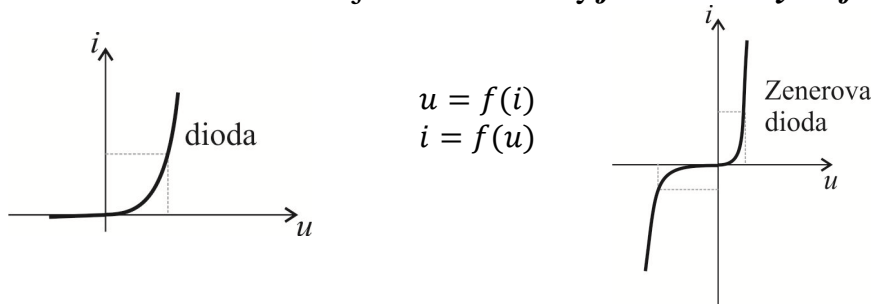 i
dioda
u
u = f(i)
i = f(u)
i
Zenerova
dioda
u